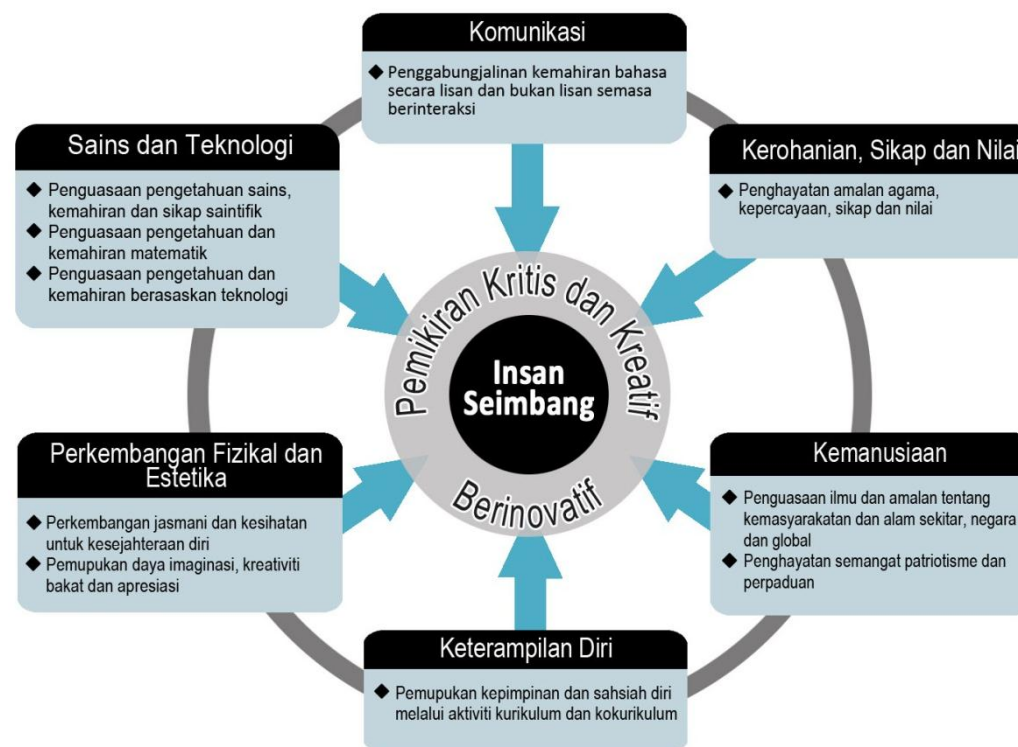 Komunikasi
◆ Penggabungjalinan kemahiran bahasa
secara lisan dan bukan lisan semasa
berinteraksi
Sains dan Teknologi
◆ Penguasaan pengetahuan sains,
kemahiran dan sikap saintifik
◆ Penguasaan pengetahuan dan
kemahiran matematik
◆ Penguasaan pengetahuan dan
kemahiran berasaskan teknologi
Kerohanian, Sikap dan Nilai
◆ Penghayatan amalan agama,
kepercayaan, sikap dan nilai
Pemikiran Kritis dan Kreatif
Insan
Seimbang
Berinovatif
Perkembangan Fizikal dan
Estetika
◆ Perkembangan jasmani dan kesihatan
untuk kesejahteraan diri
◆ Pemupukan daya imaginasi, kreativiti
bakat dan apresiasi
Kemanusiaan
◆ Penguasaan ilmu dan amalan tentang
kemasyarakatan dan alam sekitar, negara
dan global
◆ Penghayatan semangat patriotisme dan
perpaduan
Keterampilan Diri
◆ Pemupukan kepimpinan dan sahsiah diri
melalui aktiviti kurikulum dan kokurikulum